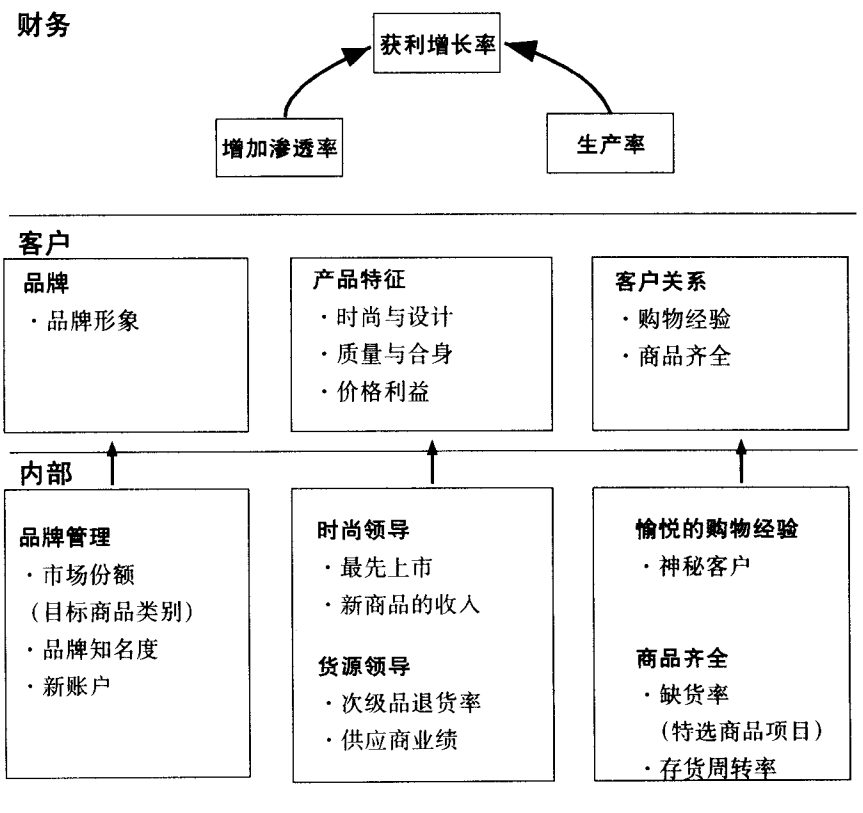 财务
获利增长率
增加渗透率
生产率
客户
品牌
·品牌形象
产品特征
·时尚与设计
·质量与合身
·价格利益
客户关系
·购物经验
·商品齐全
内部
品牌管理
·市场份额
（目标商品类别）
·品牌知名度
·新账户
时尚领导
·最先上市
·新商品的收入
货源领导
·次级品退货率
·供应商业绩
愉悦的购物经验
·神秘客户
商品齐全
·缺货率
（特选商品项目）
·存货周转率